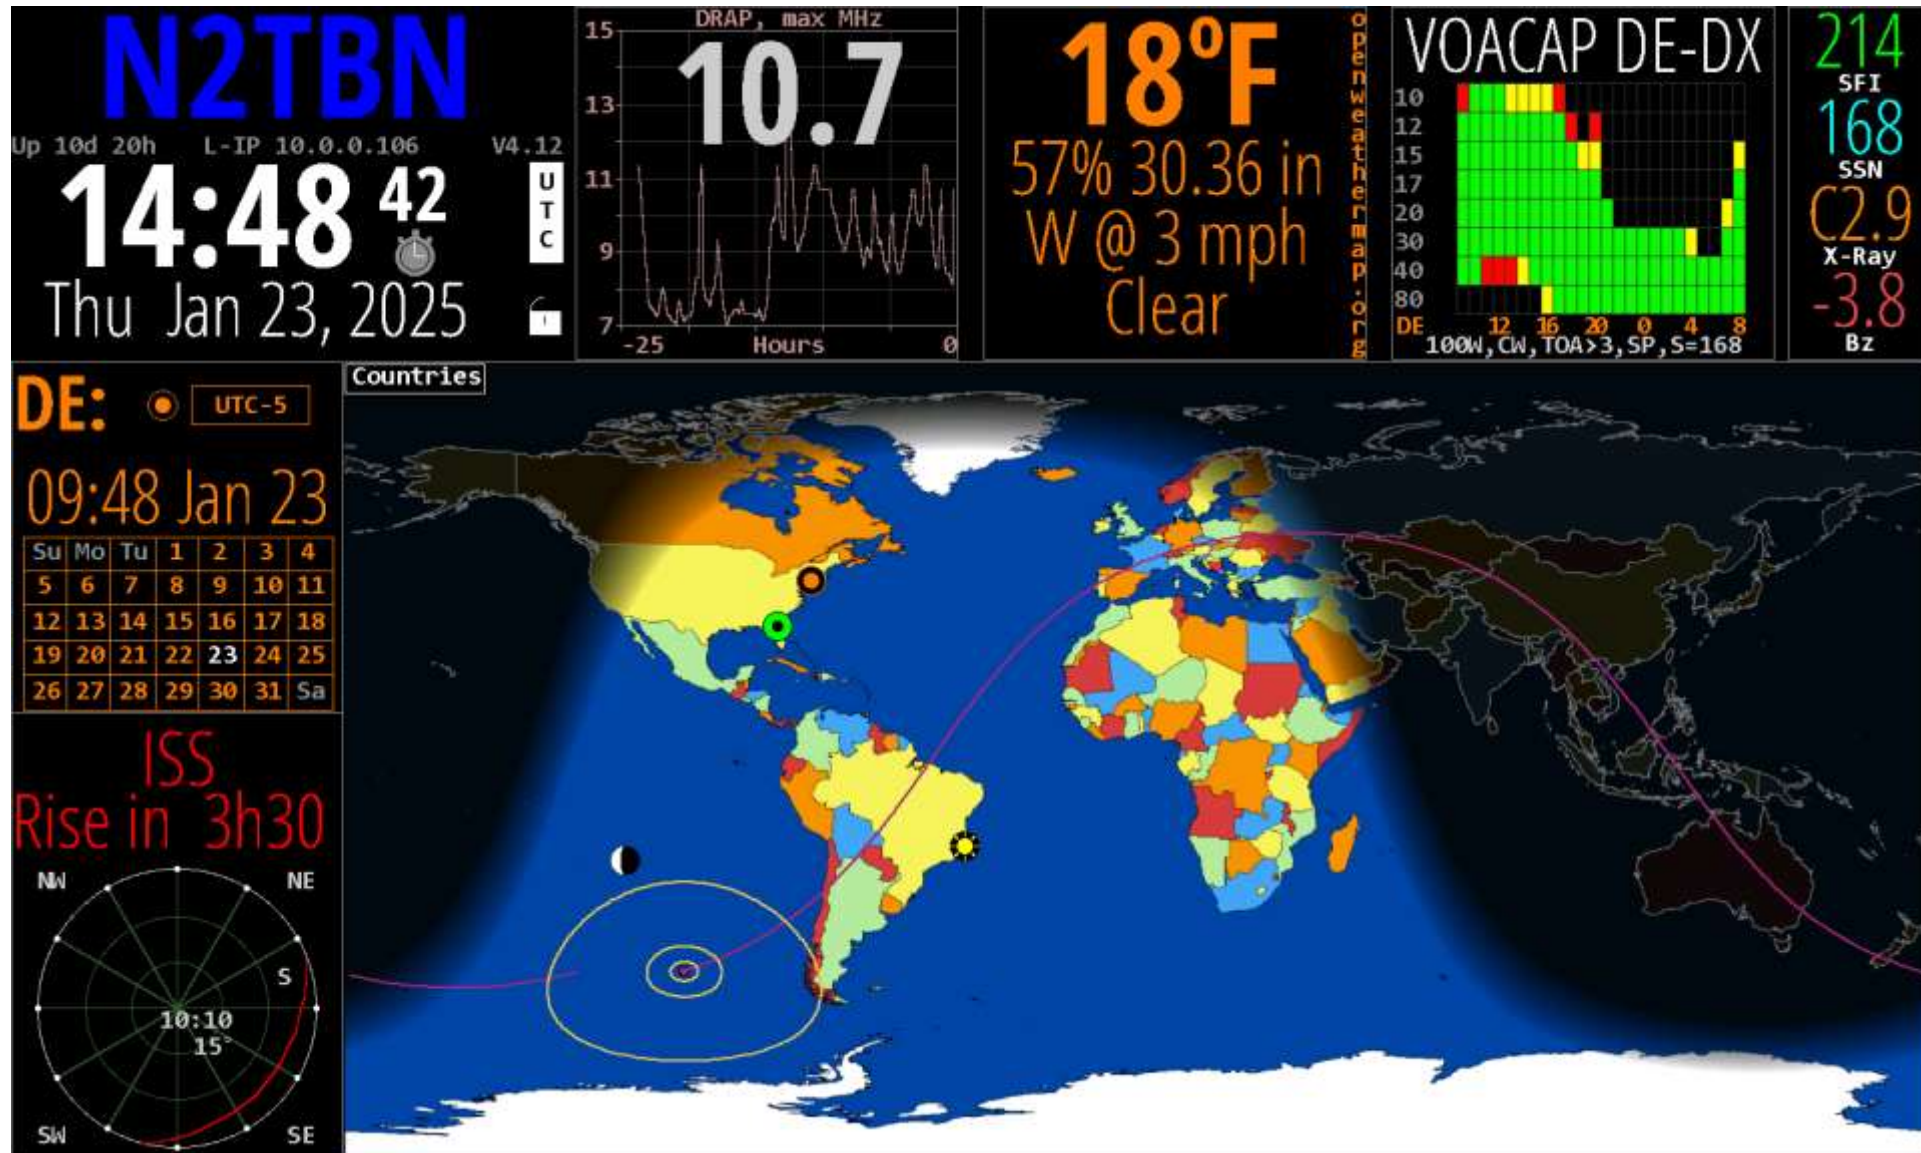 N2TBN
Up 10d 20h L-IP 10.0.0.106 V4.12
14:48 42
UTC
Thu Jan 23, 2025
DRAP, max MHz
10.7
15
13
11
9
7
-25 Hours 0
18°F
57% 30.36 in
W @ 3 mph
Clear
openweathermap.org
VOACAP DE-DX
10
12
15
17
20
30
40
80
DE 12 16 20 0 4 8
100W,CW,TOA>3,SP,S=168
214
SFI
168
SSN
C2.9
X-Ray
-3.8
Bz
DE: UTC-5
09:48 Jan 23
Su Mo Tu 1 2 3 4
5 6 7 8 9 10 11
12 13 14 15 16 17 18
19 20 21 22 23 24 25
26 27 28 29 30 31 Sa
ISS
Rise in 3h30
NW NE
S
10:10
15°
SW SE
Countries